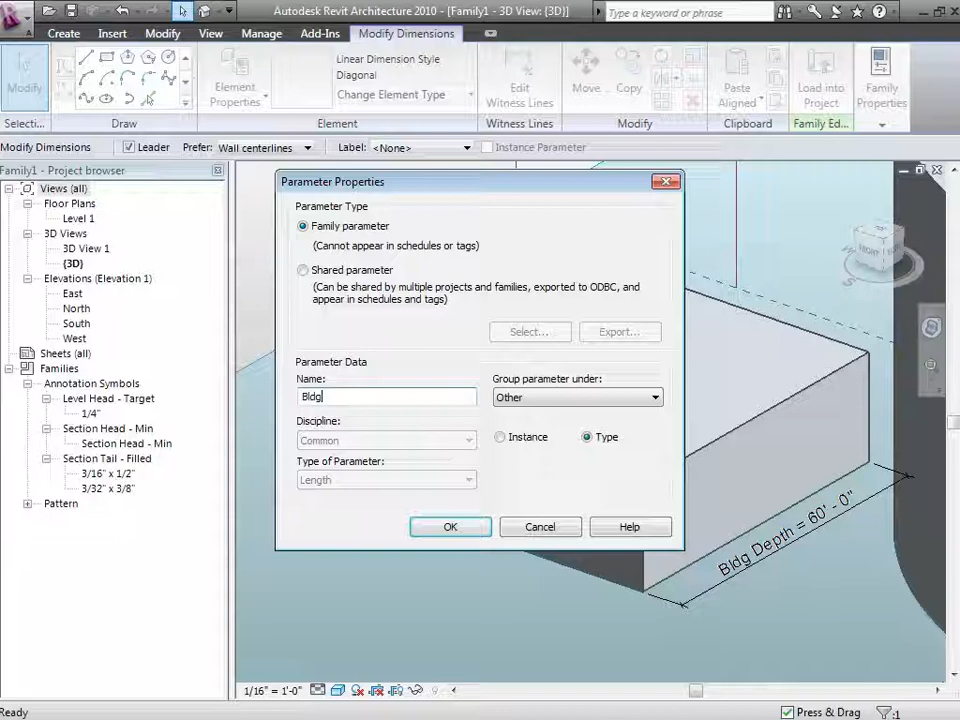 Autodesk Revit Architecture 2010 - [Family1 - 3D View: {3D}]
Type a keyword or phrase
Create
Insert
Modify
View
Manage
Add-Ins
Modify Dimensions
Modify
Element
Properties
Linear Dimension Style
Diagonal
Change Element Type
Edit
Witness Lines
Move
Copy
Paste
Aligned
Load into
Project
Family
Properties
Selecti...
Draw
Element
Witness Lines
Modify
Clipboard
Family Ed...
Modify Dimensions
Leader
Prefer:
Wall centerlines
Label:
<None>
Instance Parameter
Family1 - Project browser
Views (all)
Floor Plans
Level 1
3D Views
3D View 1
{3D}
Elevations (Elevation 1)
East
North
South
West
Sheets (all)
Families
Annotation Symbols
Level Head - Target
1/4"
Section Head - Min
Section Head - Min
Section Tail - Filled
3/16" x 1/2"
3/32" x 3/8"
Pattern
Parameter Properties
Parameter Type
Family parameter
(Cannot appear in schedules or tags)
Shared parameter
(Can be shared by multiple projects and families, exported to ODBC, and
appear in schedules and tags)
Select...
Export...
Parameter Data
Name:
Bldg
Group parameter under:
Other
Discipline:
Common
Instance
Type
Type of Parameter:
Length
OK
Cancel
Help
FRONT
Bldg Depth = 60' - 0"
1/16" = 1'-0"
Ready
Press & Drag
:1